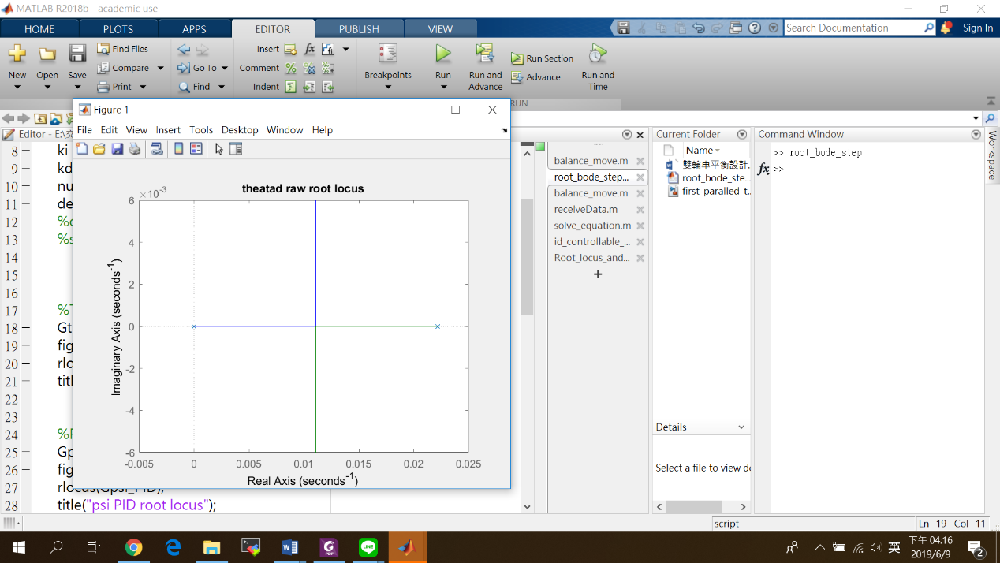 MATLAB R2018b - academic use
HOME PLOTS APPS EDITOR PUBLISH VIEW
Search Documentation
Sign In
New Open Save
Find Files
Compare
Print
Go To
Find
Insert
Comment
Indent
Breakpoints
Run
Run and Advance
Run Section
Advance
Run and Time
RUN
Figure 1
File Edit View Insert Tools Desktop Window Help
theatad raw root locus
×10-3
6
4
2
0
-2
-4
-6
-0.005 0 0.005 0.01 0.015 0.02 0.025
Real Axis (seconds-1)
Imaginary Axis (seconds-1)
Editor - E:\
8 ki
9 kd
10 nu
11 de
12
13
14
15
16
17
18 Gt
19 fig
20
21 titl
22
23
24
25 Gp
26 fig
27
28 title("psi PID root locus");
balance_move.m
root_bode_step...
balance_move.m
receiveData.m
solve_equation.m
id_controllable_...
Root_locus_and...
+
Current Folder
Name
雙輪車平衡設計.
root_bode_ste...
first_paralled_t...
Details
Select a file to view de
Command Window
>> root_bode_step
fx >>
Workspace
script
Ln 19 Col 11
英
下午 04:16
2019/6/9
2